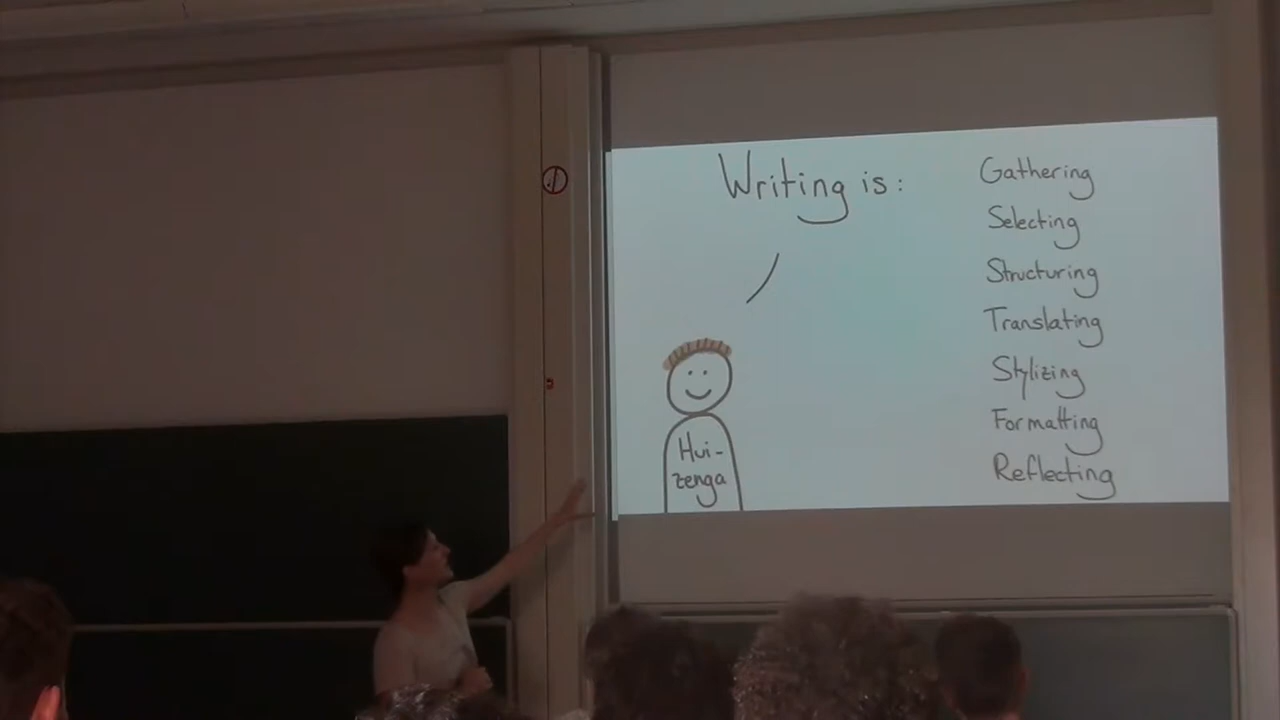 Writing is:
Gathering
Selecting
Structuring
Translating
Stylizing
Formatting
Reflecting
Hui-
zenga